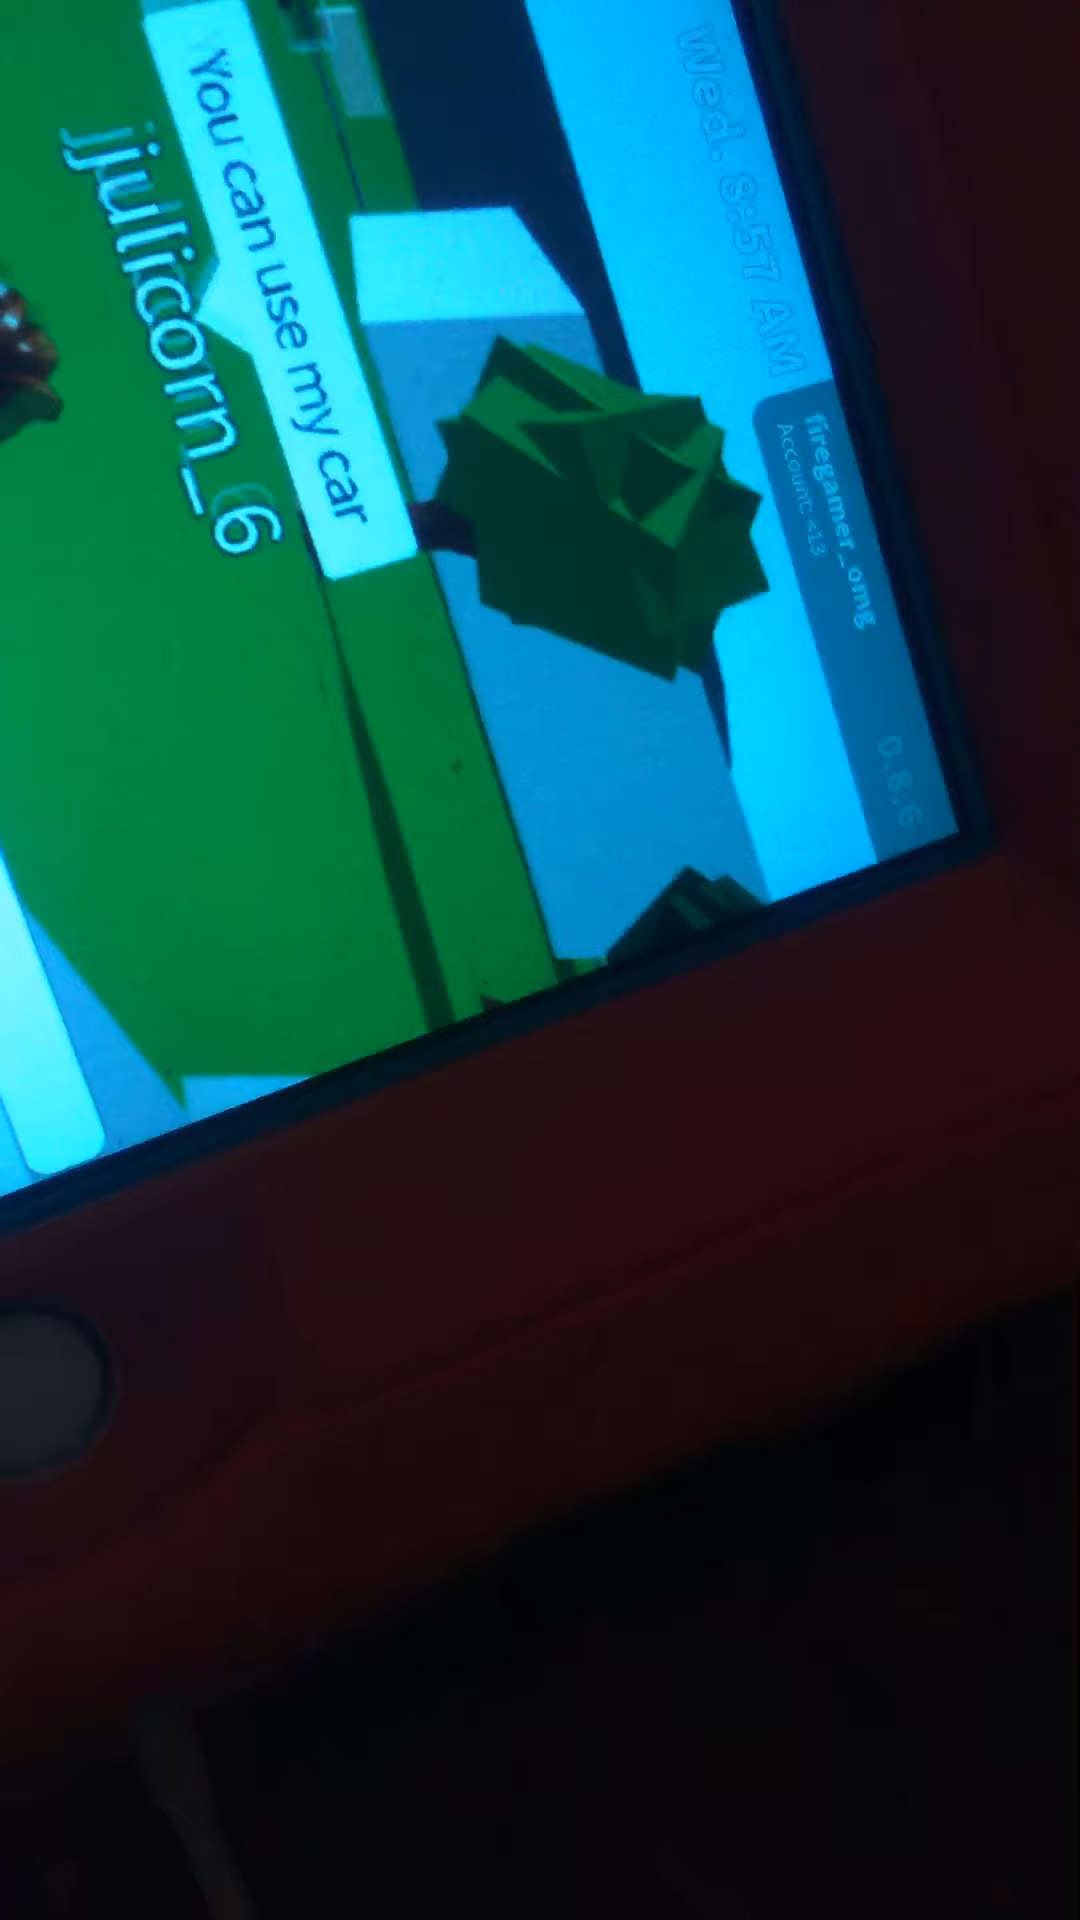 Wed. 8:57 AM
firegamer_omg
Account: <13
0.8.6
You can use my car
jjulicorn_6